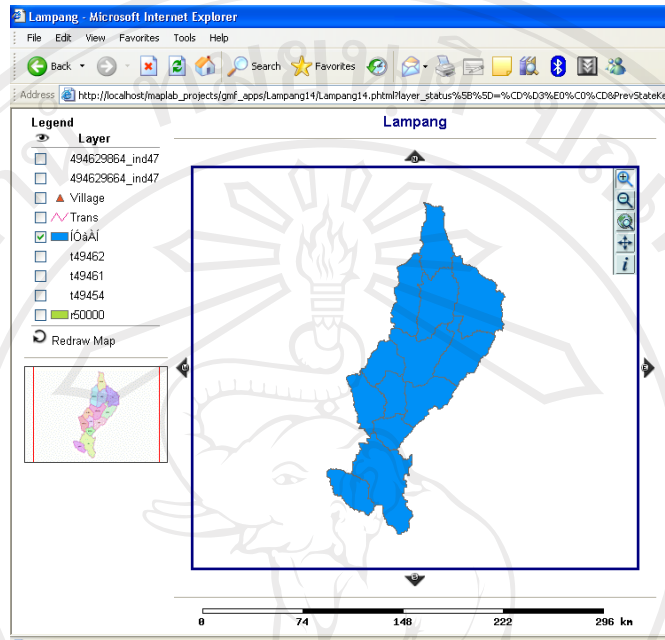 Lampang - Microsoft Internet Explorer
File Edit View Favorites Tools Help
Back Search Favorites
Address http://localhost/maplab_projects/gmf_apps/Lampang14/Lampang14.phtml?layer_status%5B%5D=%CD%D3%E0%C0%CD&PrevStateKe
Legend
Layer
494629864_ind47
494629864_ind47
Village
Trans
ÍÓàÀÍ
t49462
t49461
t49454
r50000
Redraw Map
Lampang
0 74 148 222 296 km